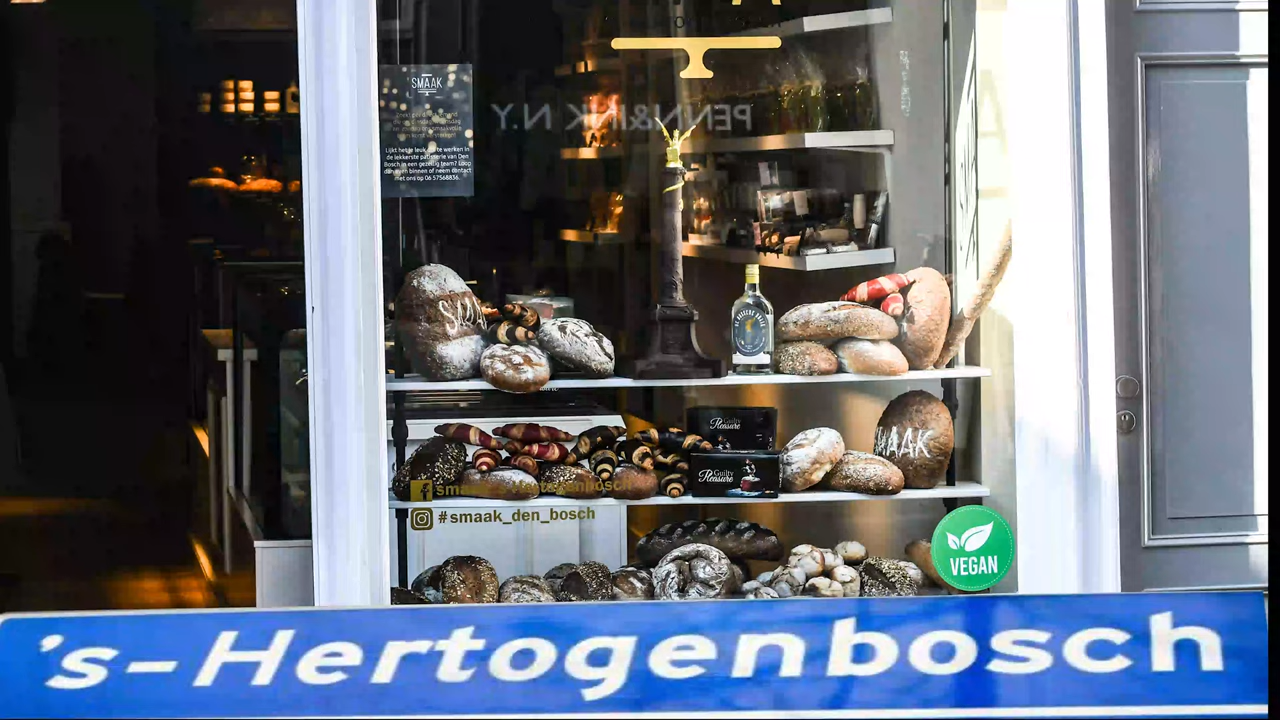 SMAAK
Lijkt het je leuk om te werken in
de lekkerste patisserie van Den
Bosch in een gezellig team? Loop
dan even binnen of neem contact
met ons op 06 57568836.
PENN&INK N.Y
SMAAK
Guilty
Pleasure
Guilty
Pleasure
MAAK
#smaak_den_bosch
VEGAN
's-Hertogenbosch